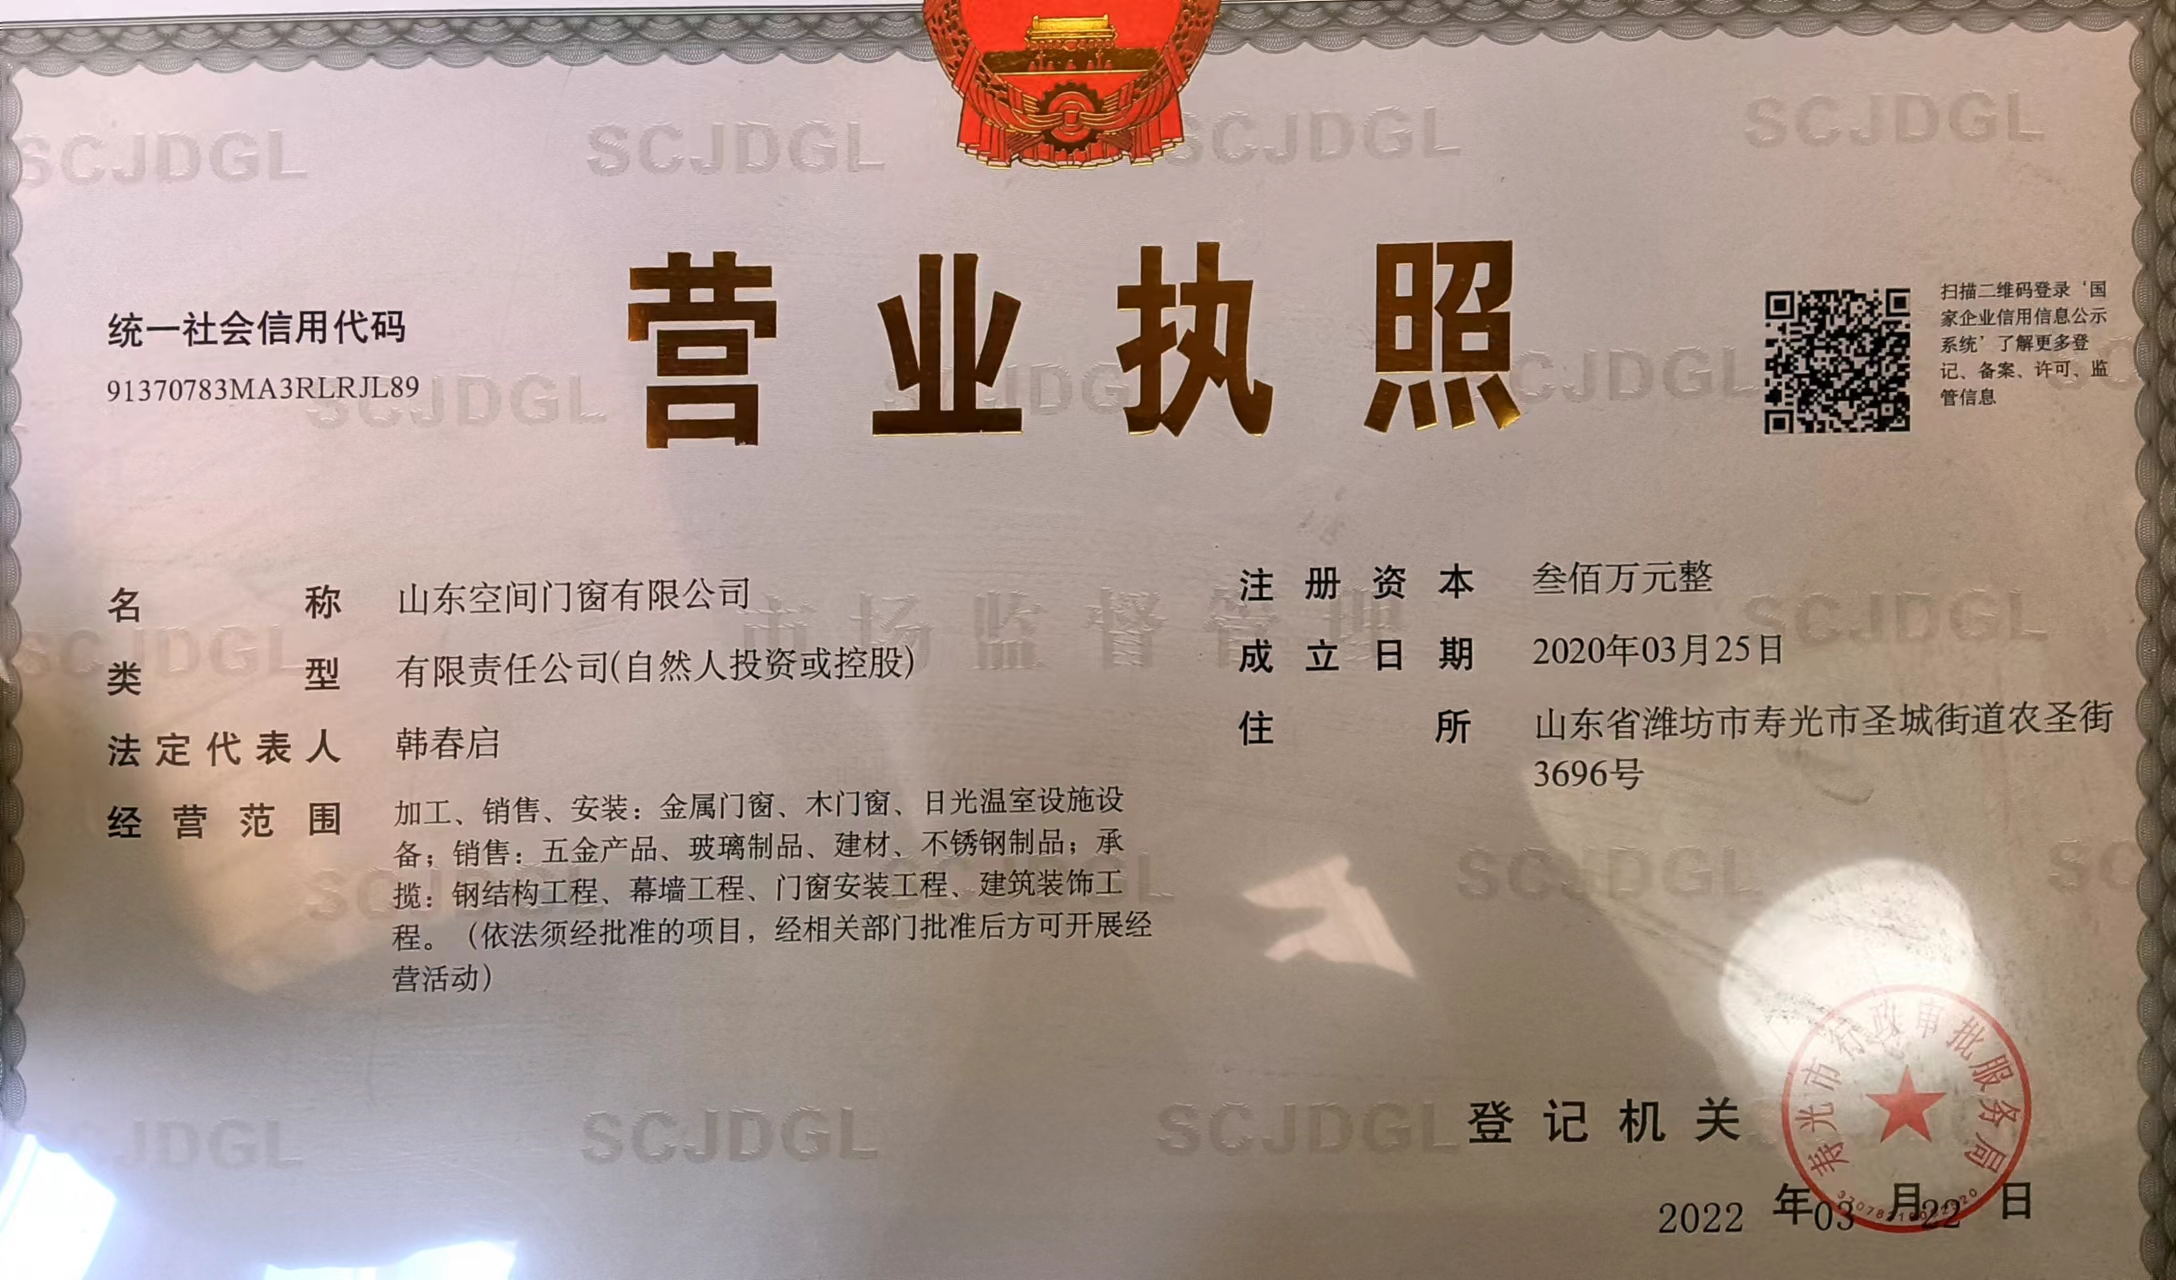 营业执照
统一社会信用代码
91370783MA3RLRJL89
扫描二维码登录‘国
家企业信用信息公示
系统’了解更多登
记、备案、许可、监
管信息
名称 山东空间门窗有限公司
类型 有限责任公司(自然人投资或控股)
法定代表人 韩春启
经营范围 加工、销售、安装：金属门窗、木门窗、日光温室设施设
备；销售：五金产品、玻璃制品、建材、不锈钢制品；承
揽：钢结构工程、幕墙工程、门窗安装工程、建筑装饰工
程。（依法须经批准的项目，经相关部门批准后方可开展经
营活动）
注册资本 叁佰万元整
成立日期 2020年03月25日
住所 山东省潍坊市寿光市圣城街道农圣街
3696号
登记机关
寿光市行政审批服务局
2022年03月22日
SCJDGL
市场监督管理